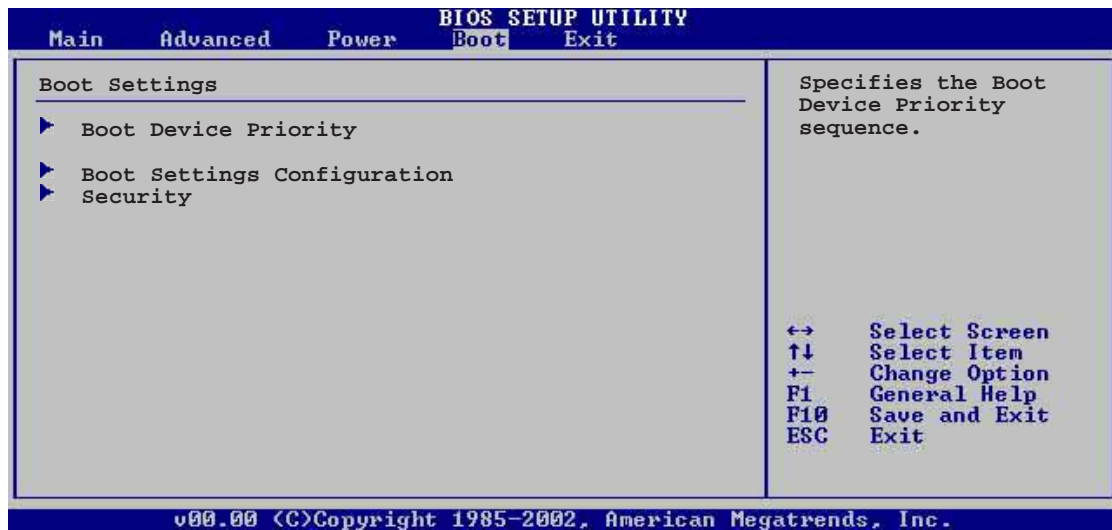 BIOS SETUP UTILITY
Main Advanced Power Boot Exit
Boot Settings
Boot Device Priority
Boot Settings Configuration
Security
Specifies the Boot
Device Priority
sequence.
←→ Select Screen
↑↓ Select Item
+- Change Option
F1 General Help
F10 Save and Exit
ESC Exit
v00.00 (C)Copyright 1985-2002, American Megatrends, Inc.